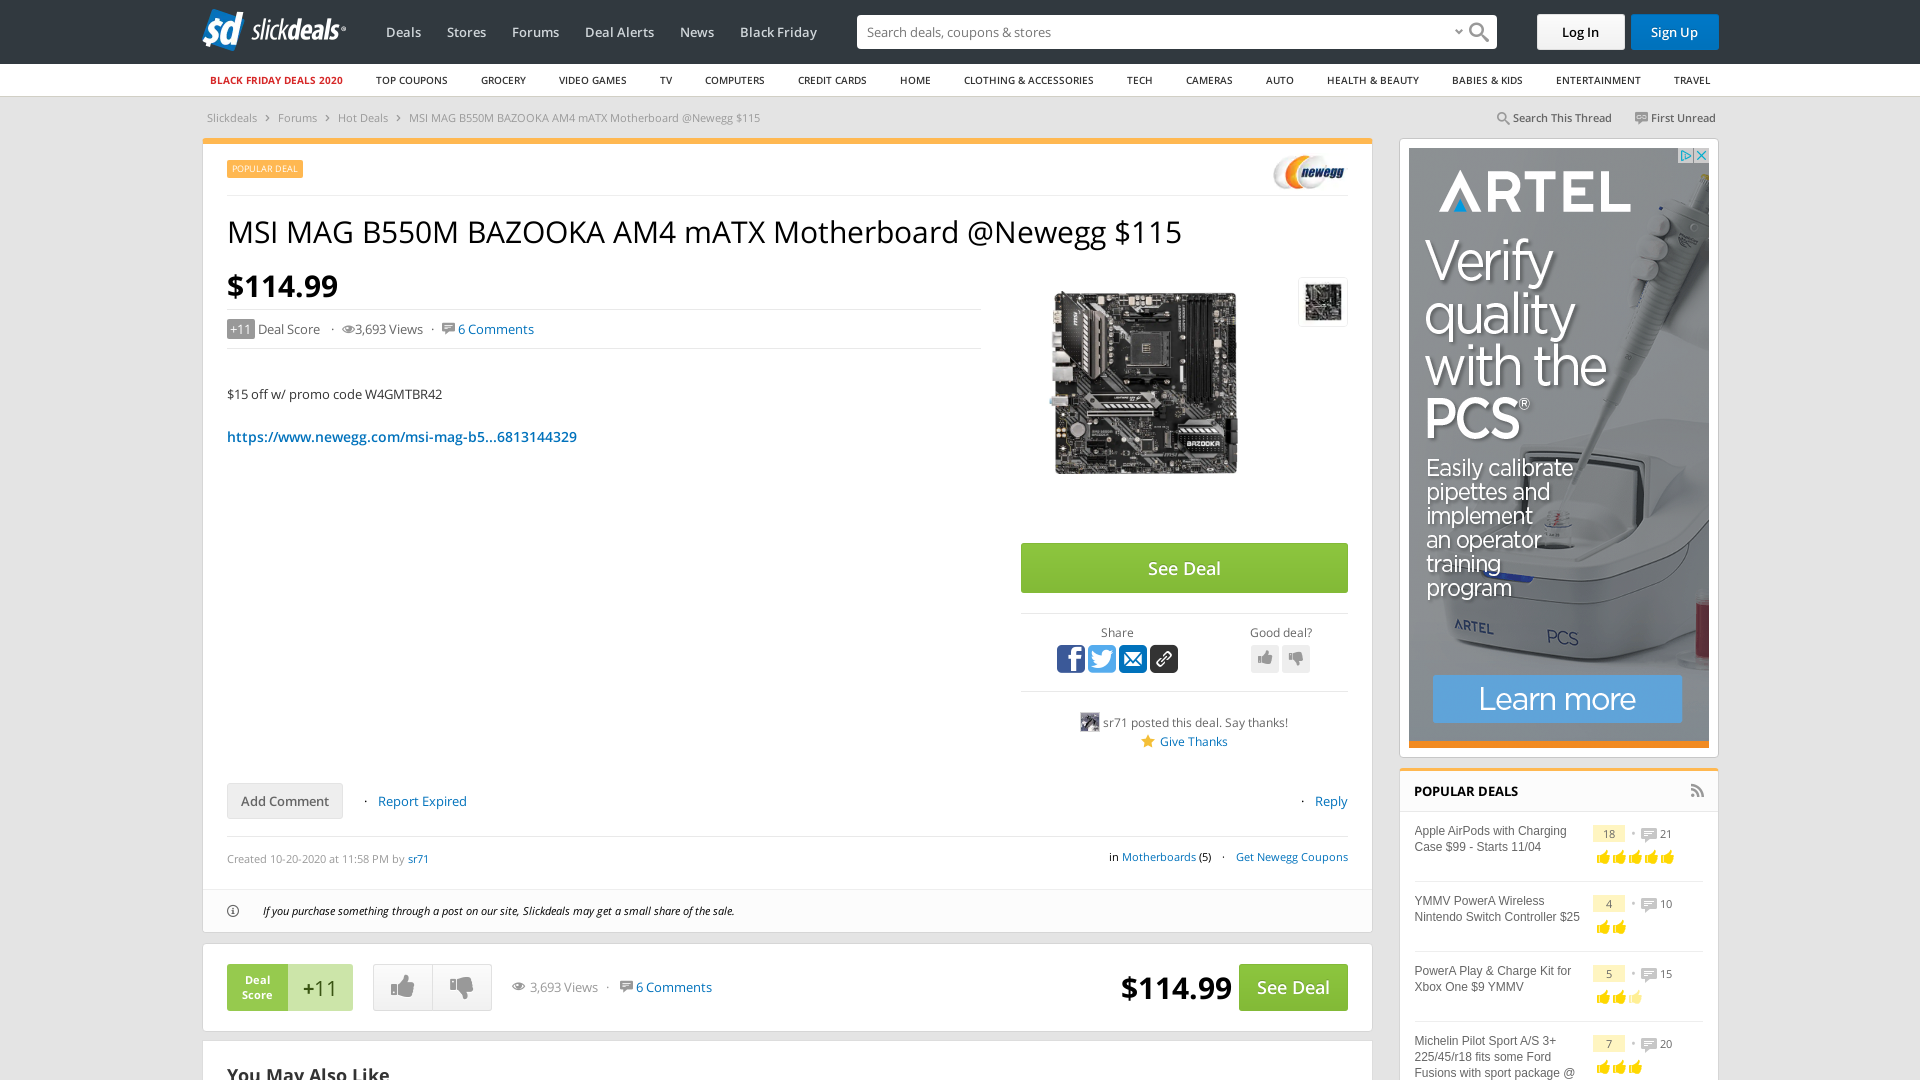 sd slickdeals
Deals
Stores
Forums
Deal Alerts
News
Black Friday
Search deals, coupons & stores
Log In
Sign Up
BLACK FRIDAY DEALS 2020
TOP COUPONS
GROCERY
VIDEO GAMES
TV
COMPUTERS
CREDIT CARDS
HOME
CLOTHING & ACCESSORIES
TECH
CAMERAS
AUTO
HEALTH & BEAUTY
BABIES & KIDS
ENTERTAINMENT
TRAVEL
Slickdeals > Forums > Hot Deals > MSI MAG B550M BAZOOKA AM4 mATX Motherboard @Newegg $115
Search This Thread
First Unread
POPULAR DEAL
newegg
MSI MAG B550M BAZOOKA AM4 mATX Motherboard @Newegg $115
$114.99
+11 Deal Score · 3,693 Views · 6 Comments
$15 off w/ promo code W4GMTBR42
https://www.newegg.com/msi-mag-b5...6813144329
BAZOOKA
See Deal
Share
Good deal?
sr71 posted this deal. Say thanks!
Give Thanks
Add Comment
· Report Expired
· Reply
Created 10-20-2020 at 11:58 PM by sr71
in Motherboards (5) · Get Newegg Coupons
If you purchase something through a post on our site, Slickdeals may get a small share of the sale.
Deal
Score
+11
3,693 Views · 6 Comments
$114.99
See Deal
You May Also Like
ARTEL
Verify
quality
with the
PCS®
Easily calibrate
pipettes and
implement
an operator
training
program
ARTEL
PCS
Learn more
POPULAR DEALS
Apple AirPods with Charging
Case $99 - Starts 11/04
18 • 21
YMMV PowerA Wireless
Nintendo Switch Controller $25
4 • 10
PowerA Play & Charge Kit for
Xbox One $9 YMMV
5 • 15
Michelin Pilot Sport A/S 3+
225/45/r18 fits some Ford
Fusions with sport package @
7 • 20